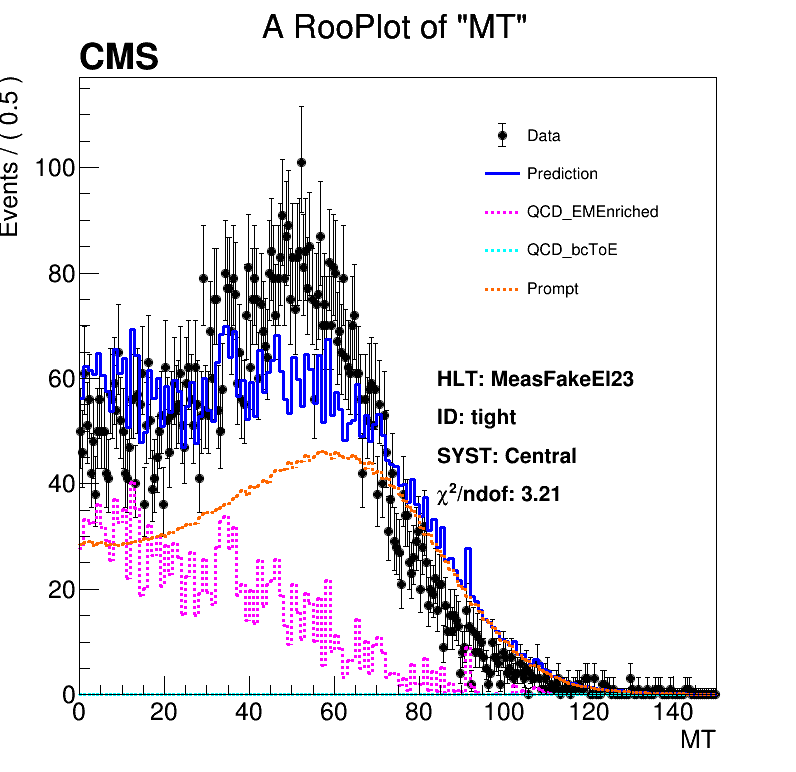 A RooPlot of "MT"
CMS
Events / ( 0.5 )
100
80
60
40
20
0
Data
Prediction
QCD_EMEnriched
QCD_bcToE
Prompt
HLT: MeasFakeEl23
ID: tight
SYST: Central
χ²/ndof: 3.21
0 20 40 60 80 100 120 140
MT